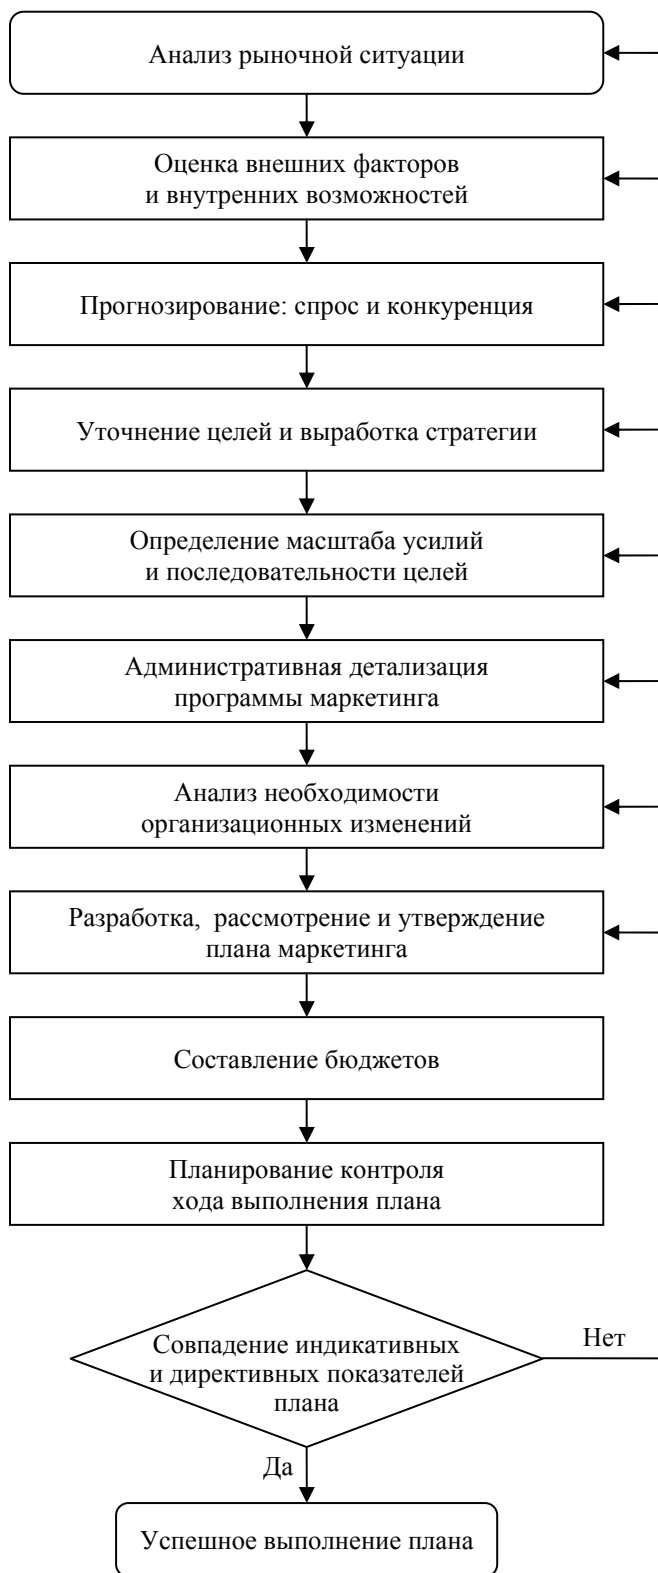 Анализ рыночной ситуации
Оценка внешних факторов
и внутренних возможностей
Прогнозирование: спрос и конкуренция
Уточнение целей и выработка стратегии
Определение масштаба усилий
и последовательности целей
Административная детализация
программы маркетинга
Анализ необходимости
организационных изменений
Разработка, рассмотрение и утверждение
плана маркетинга
Составление бюджетов
Планирование контроля
хода выполнения плана
Совпадение индикативных
и директивных показателей
плана
Нет
Да
Успешное выполнение плана